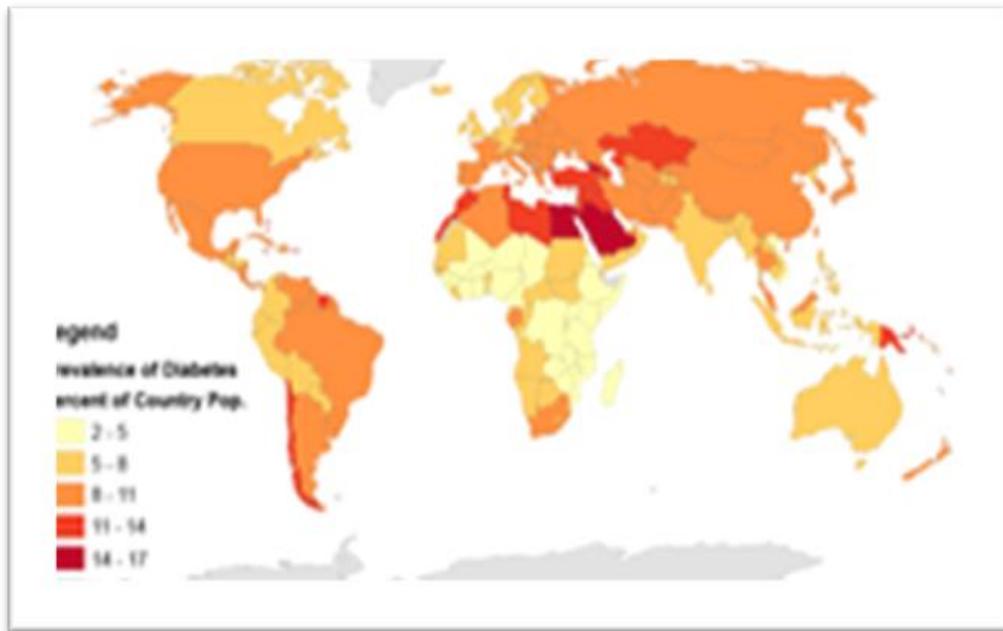 egend
revalence of Diabetes
ercent of Country Pop.
2 - 5
5 - 8
8 - 11
11 - 14
14 - 17